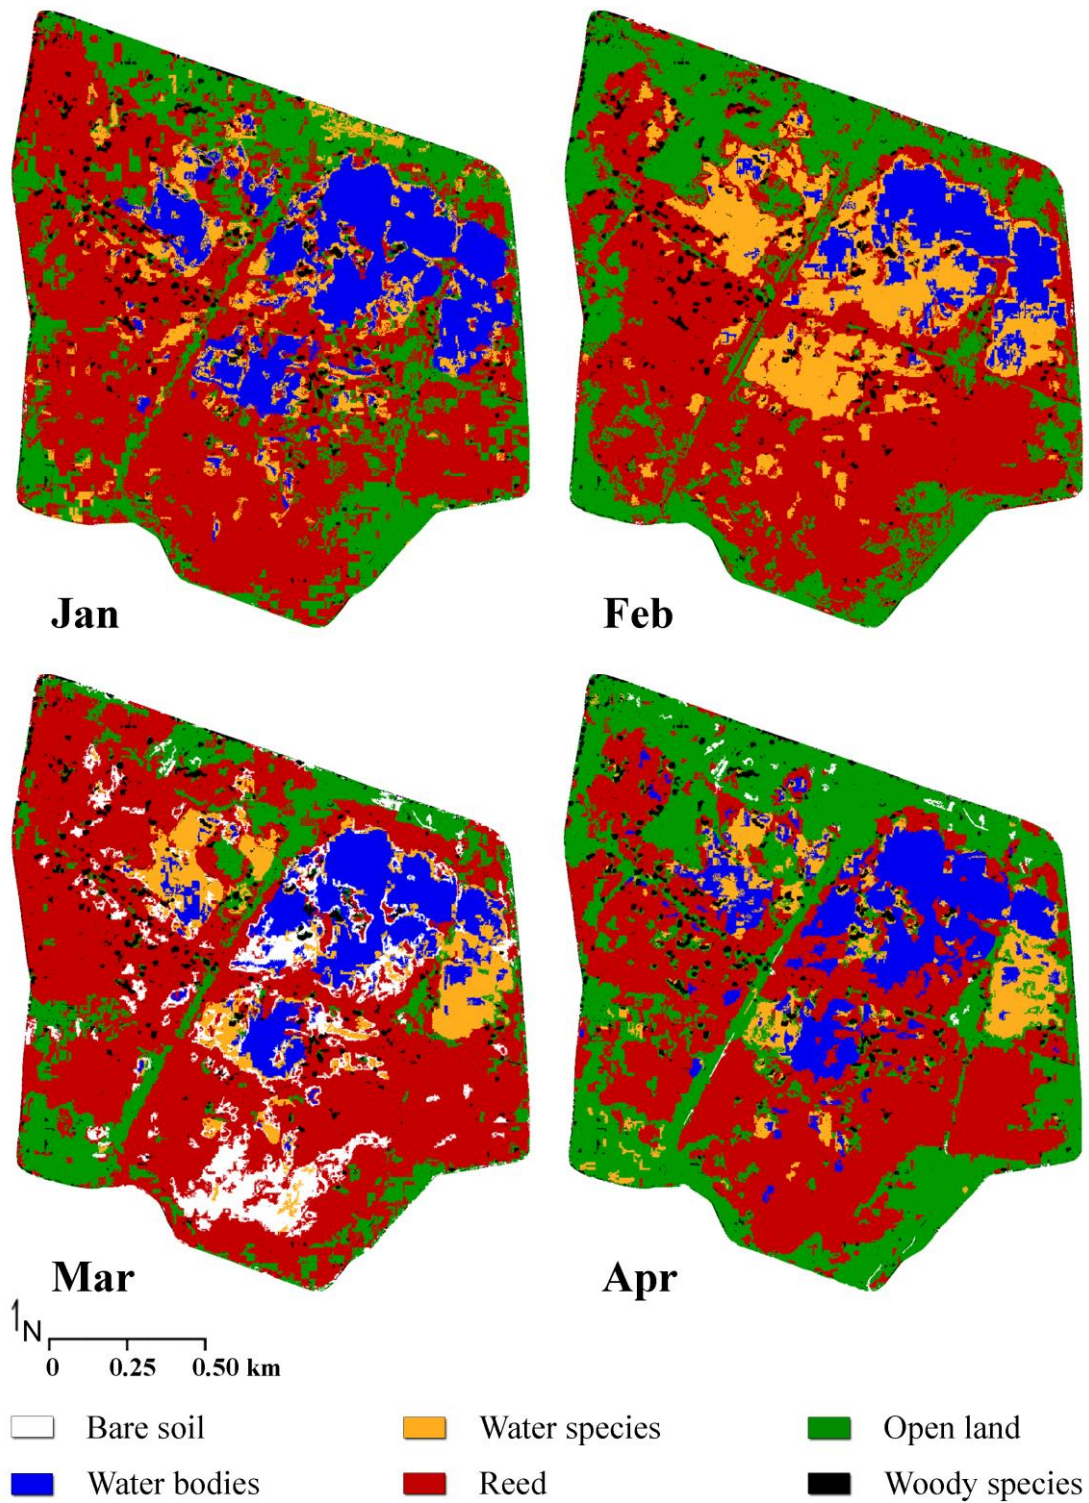 Jan
Feb
Mar
Apr
N
0 0.25 0.50 km
Bare soil Water species Open land
Water bodies Reed Woody species